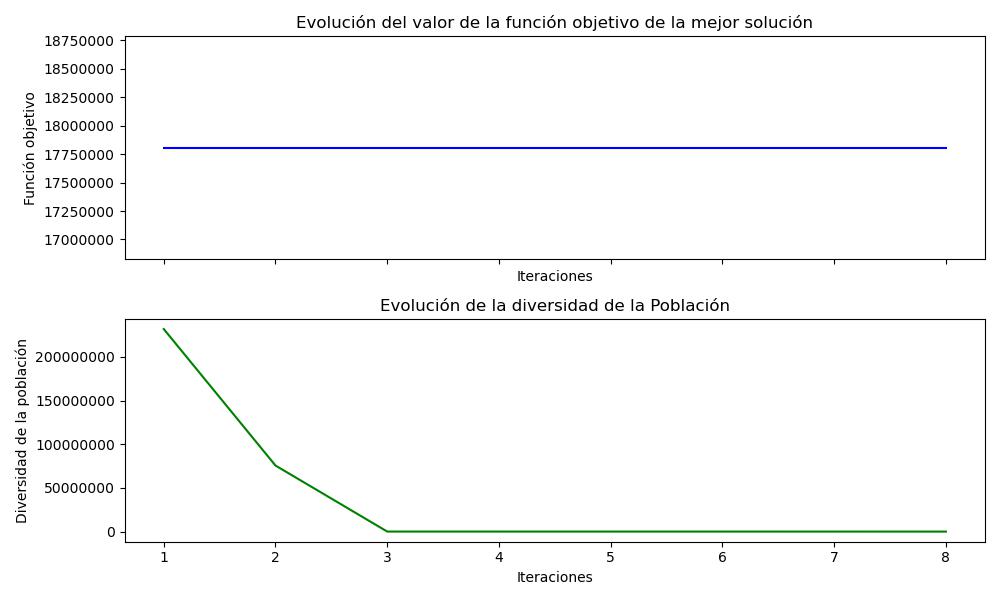 Evolución del valor de la función objetivo de la mejor solución
18750000
18500000
18250000
18000000
17750000
17500000
17250000
17000000
Función objetivo
Iteraciones
Evolución de la diversidad de la Población
200000000
150000000
100000000
50000000
0
Diversidad de la población
1 2 3 4 5 6 7 8
Iteraciones